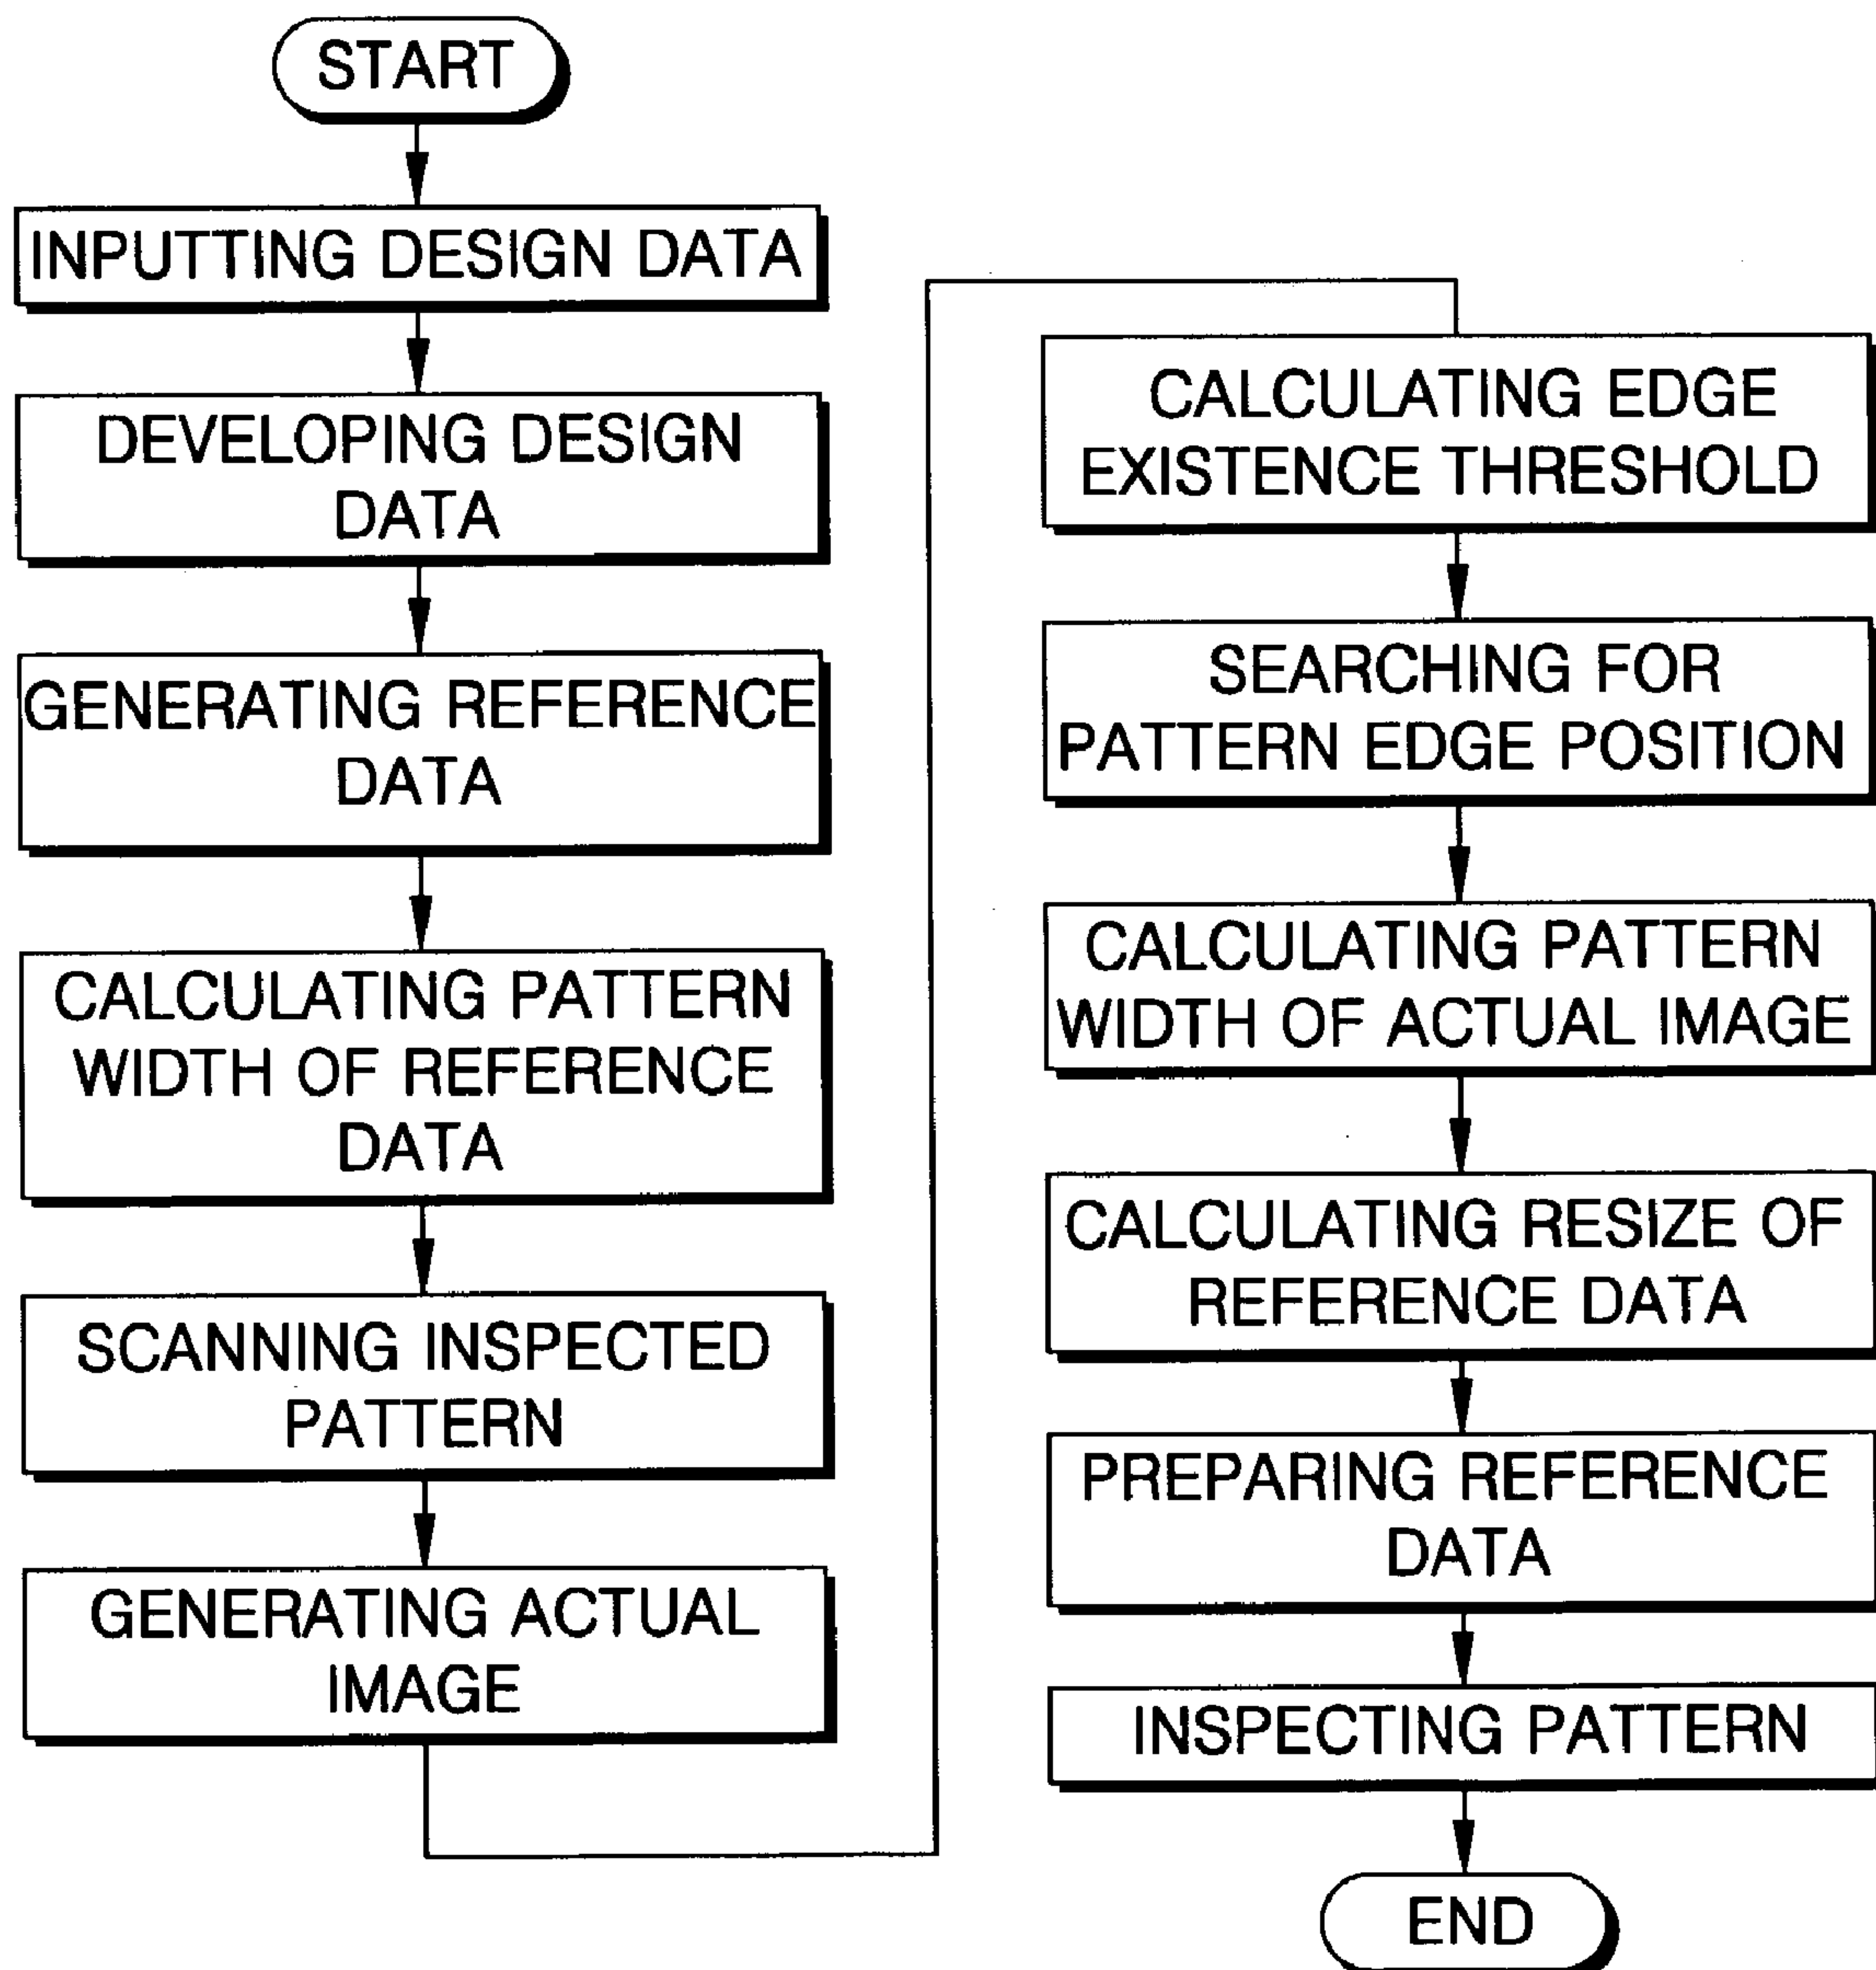 START
INPUTTING DESIGN DATA
DEVELOPING DESIGN
DATA
GENERATING REFERENCE
DATA
CALCULATING PATTERN
WIDTH OF REFERENCE
DATA
SCANNING INSPECTED
PATTERN
GENERATING ACTUAL
IMAGE
CALCULATING EDGE
EXISTENCE THRESHOLD
SEARCHING FOR
PATTERN EDGE POSITION
CALCULATING PATTERN
WIDTH OF ACTUAL IMAGE
CALCULATING RESIZE OF
REFERENCE DATA
PREPARING REFERENCE
DATA
INSPECTING PATTERN
END